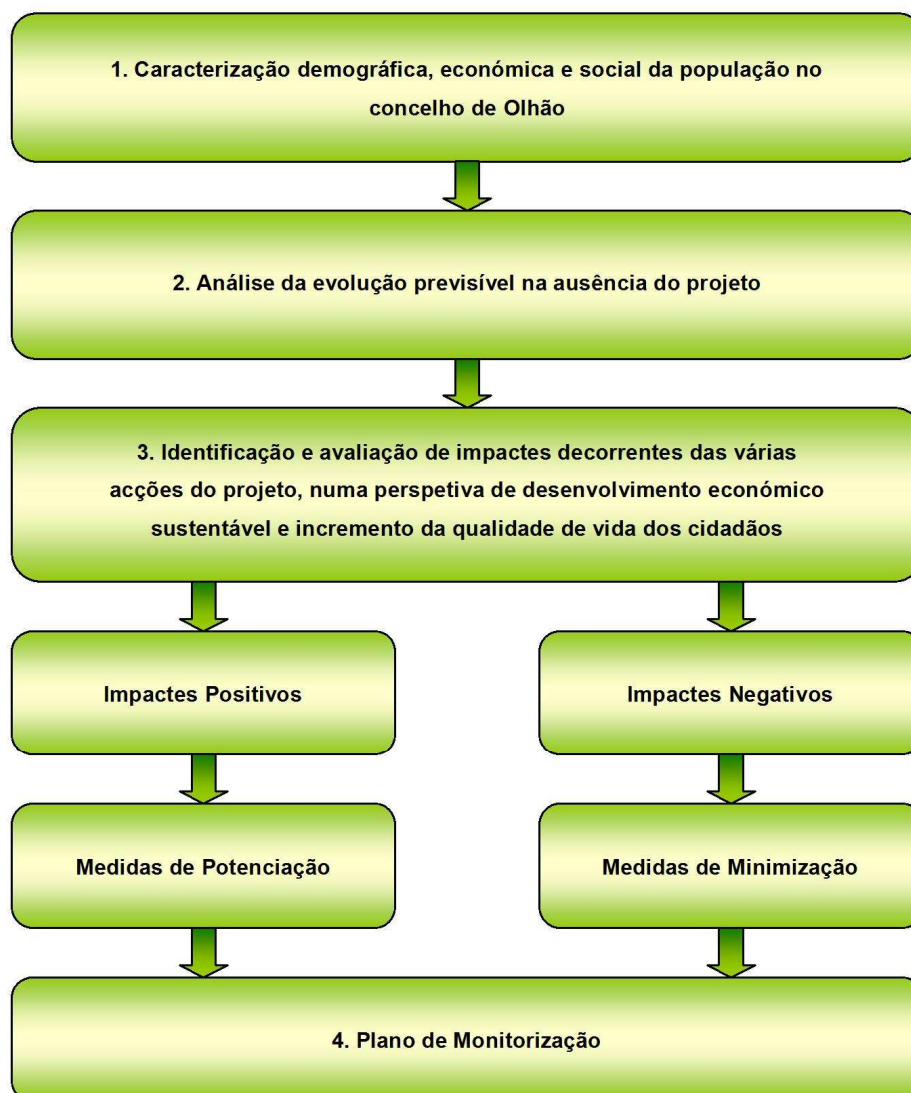 1. Caracterização demográfica, económica e social da população no
concelho de Olhão
2. Análise da evolução previsível na ausência do projeto
3. Identificação e avaliação de impactes decorrentes das várias
acções do projeto, numa perspetiva de desenvolvimento económico
sustentável e incremento da qualidade de vida dos cidadãos
Impactes Positivos
Impactes Negativos
Medidas de Potenciação
Medidas de Minimização
4. Plano de Monitorização